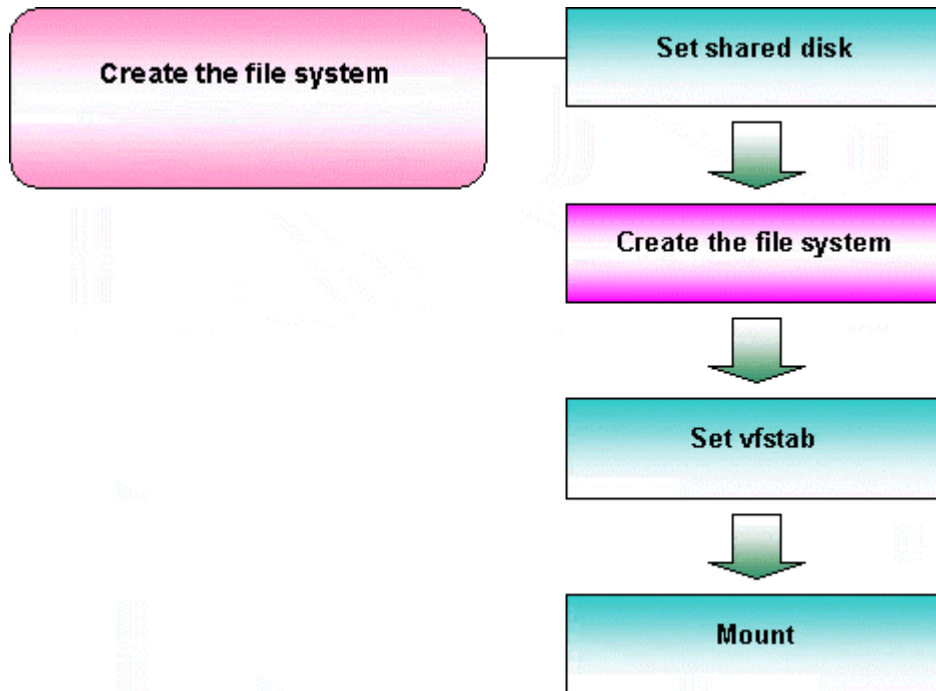 Create the file system
Set shared disk
Create the file system
Set vfstab
Mount